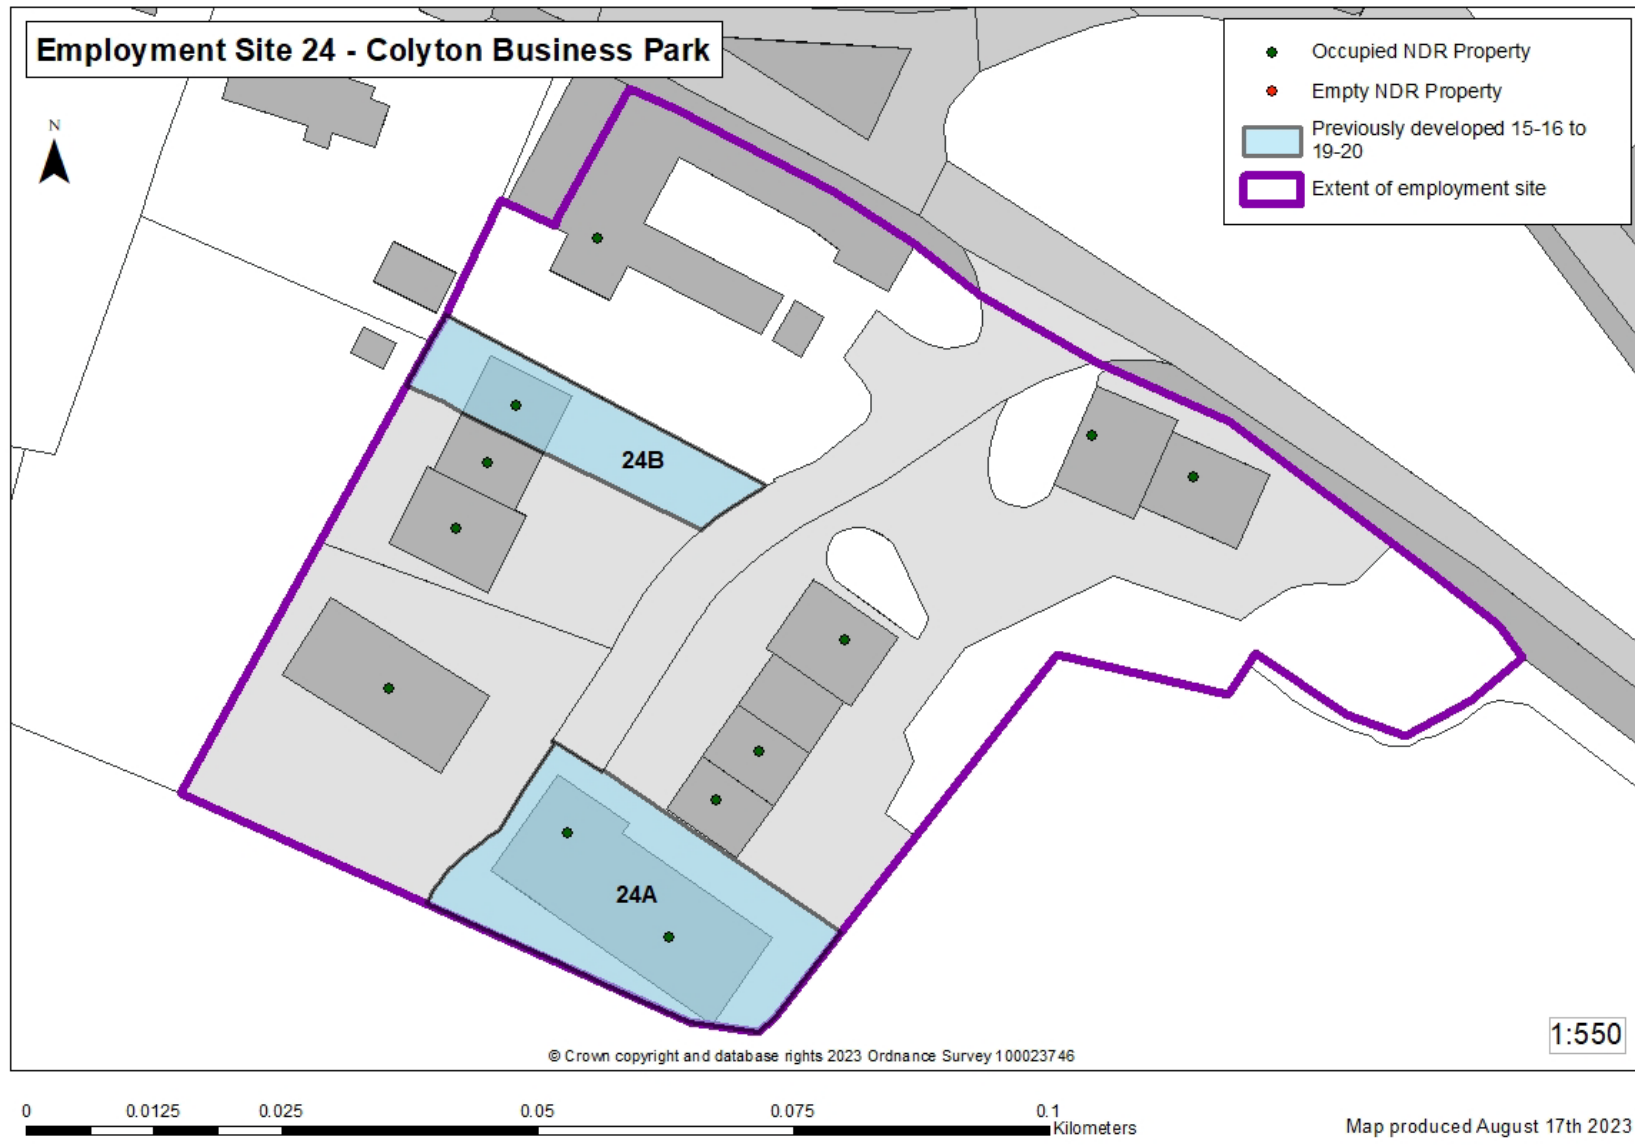 Employment Site 24 - Colyton Business Park
Occupied NDR Property
Empty NDR Property
Previously developed 15-16 to
19-20
Extent of employment site
N
24B
24A
1:550
© Crown copyright and database rights 2023 Ordnance Survey 100023746
0 0.0125 0.025 0.05 0.075 0.1
Kilometers
Map produced August 17th 2023